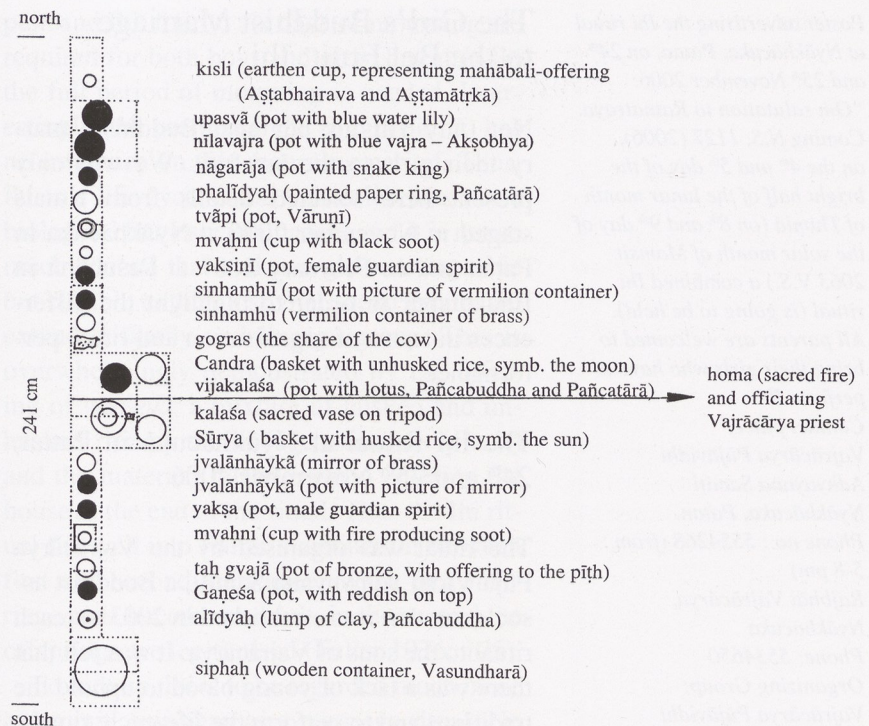 north
kisli (earthen cup, representing mahābali-offering
(Aṣṭabhairava and Aṣṭamātṛkā)
upasvā (pot with blue water lily)
nīlavajra (pot with blue vajra – Akṣobhya)
nāgarāja (pot with snake king)
phalīdyaḥ (painted paper ring, Pañcatārā)
tvāpi (pot, Vāruṇī)
mvaḥni (cup with black soot)
yakṣiṇī (pot, female guardian spirit)
sinhamhū (pot with picture of vermilion container)
sinhamhū (vermilion container of brass)
gogras (the share of the cow)
Candra (basket with unhusked rice, symb. the moon)
vijakalaśa (pot with lotus, Pañcabuddha and Pañcatārā)
homa (sacred fire)
and officiating
Vajrācārya priest
241 cm
kalaśa (sacred vase on tripod)
Sūrya ( basket with husked rice, symb. the sun)
jvalānhāykā (mirror of brass)
jvalānhāykā (pot with picture of mirror)
yakṣa (pot, male guardian spirit)
mvaḥni (cup with fire producing soot)
taḥ gvajā (pot of bronze, with offering to the pīṭh)
Gaṇeśa (pot, with reddish on top)
alīdyaḥ (lump of clay, Pañcabuddha)
siphaḥ (wooden container, Vasundharā)
south